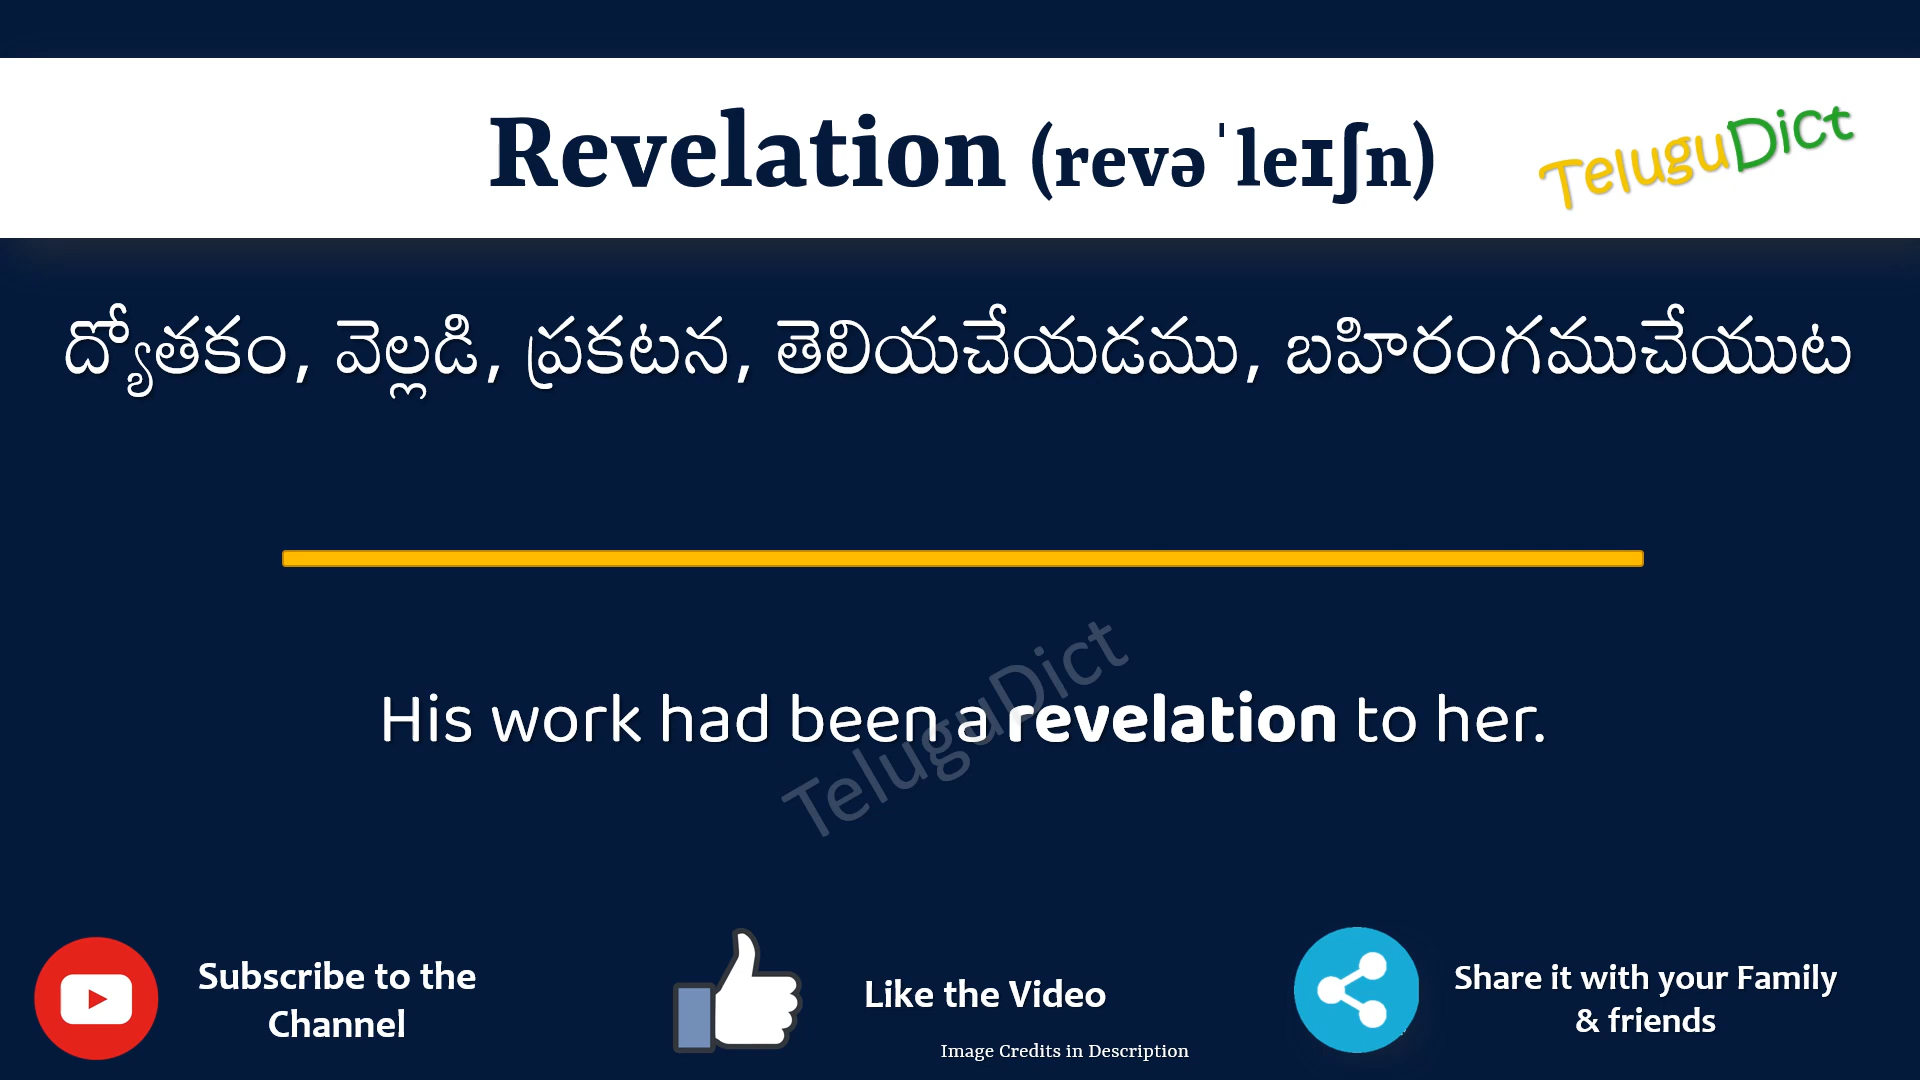 Revelation (revəˈleɪʃn)
TeluguDict
ద్యోతకం, వెల్లడి, ప్రకటన, తెలియచేయడము, బహిరంగముచేయుట
His work had been a revelation to her.
TeluguDict
Subscribe to the
Channel
Like the Video
Share it with your Family
& friends
Image Credits in Description